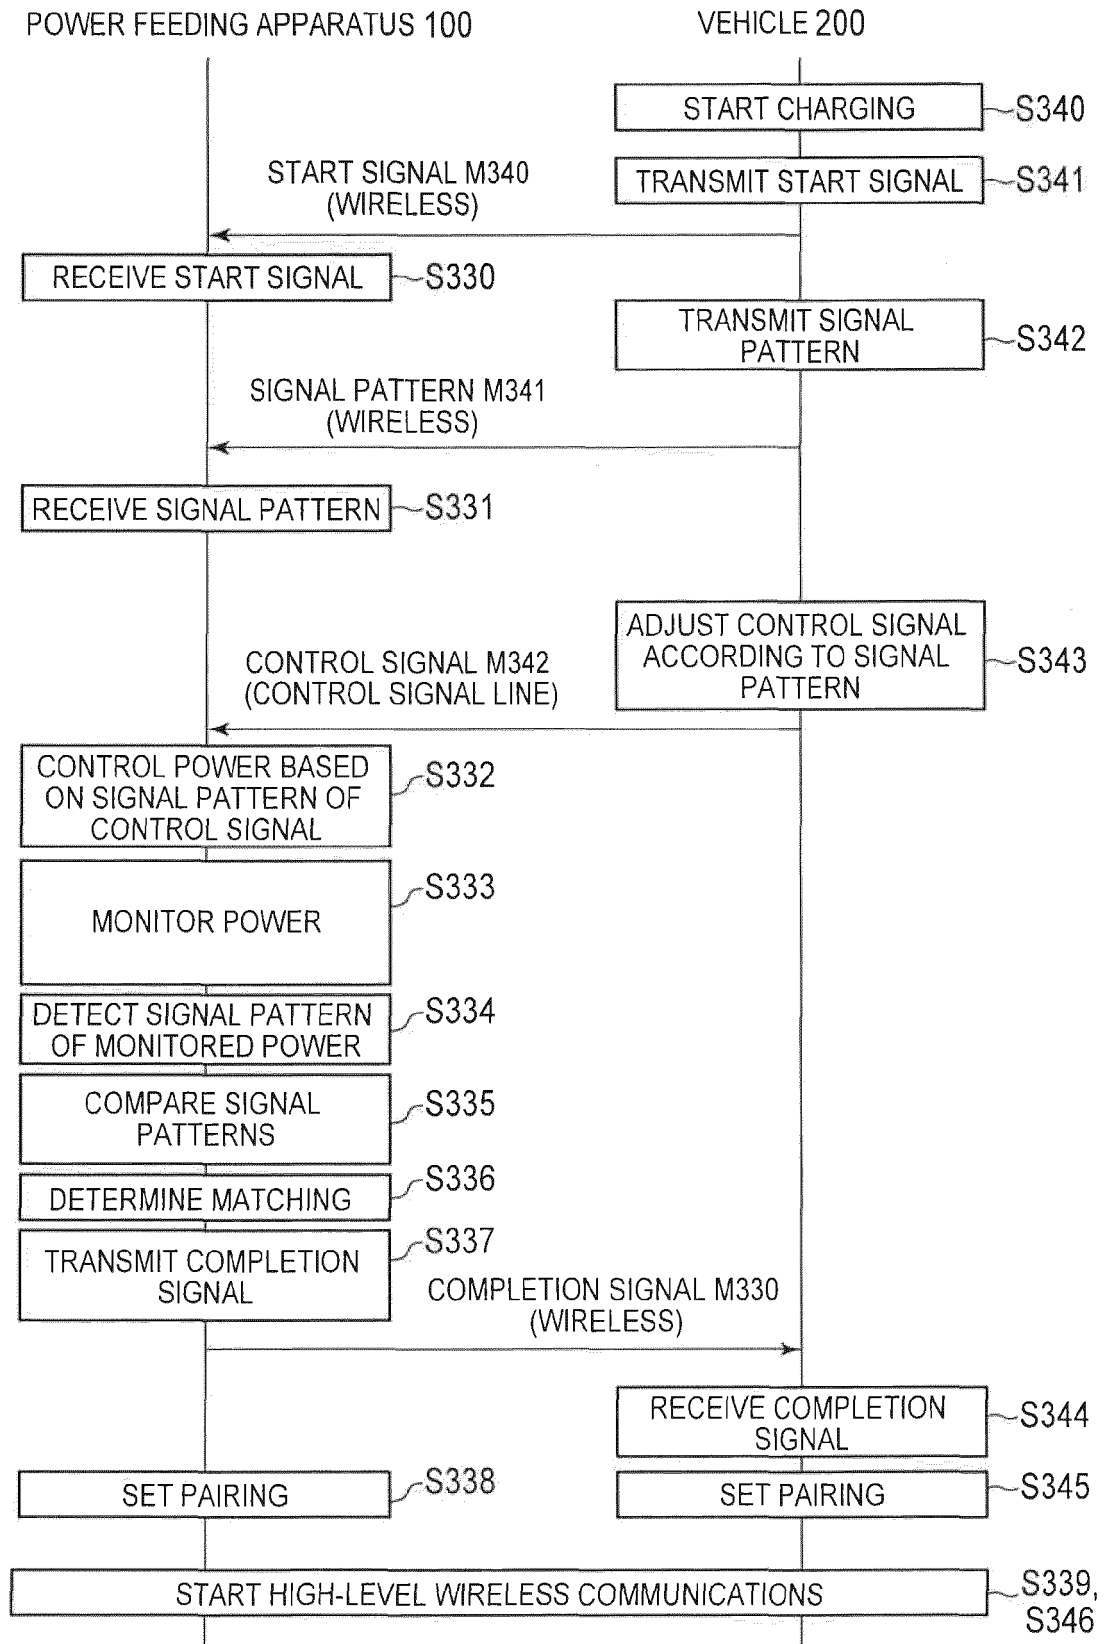 POWER FEEDING APPARATUS 100
VEHICLE 200
START CHARGING
S340
START SIGNAL M340
(WIRELESS)
TRANSMIT START SIGNAL
S341
RECEIVE START SIGNAL
S330
TRANSMIT SIGNAL
PATTERN
S342
SIGNAL PATTERN M341
(WIRELESS)
RECEIVE SIGNAL PATTERN
S331
ADJUST CONTROL SIGNAL
ACCORDING TO SIGNAL
PATTERN
S343
CONTROL SIGNAL M342
(CONTROL SIGNAL LINE)
CONTROL POWER BASED
ON SIGNAL PATTERN OF
CONTROL SIGNAL
S332
MONITOR POWER
S333
DETECT SIGNAL PATTERN
OF MONITORED POWER
S334
COMPARE SIGNAL
PATTERNS
S335
DETERMINE MATCHING
S336
TRANSMIT COMPLETION
SIGNAL
S337
COMPLETION SIGNAL M330
(WIRELESS)
RECEIVE COMPLETION
SIGNAL
S344
SET PAIRING
S338
SET PAIRING
S345
START HIGH-LEVEL WIRELESS COMMUNICATIONS
S339,
S346